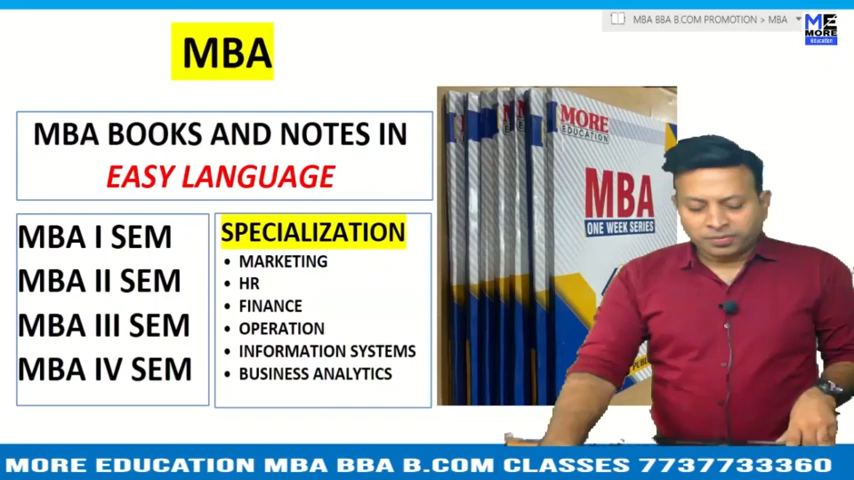 MBA BBA B.COM PROMOTION > MBA
ME
MORE
Education
MBA
MBA BOOKS AND NOTES IN
EASY LANGUAGE
MBA I SEM
MBA II SEM
MBA III SEM
MBA IV SEM
SPECIALIZATION
• MARKETING
• HR
• FINANCE
• OPERATION
• INFORMATION SYSTEMS
• BUSINESS ANALYTICS
MORE
EDUCATION
MBA
ONE WEEK SERIES
MORE EDUCATION MBA BBA B.COM CLASSES 7737733360